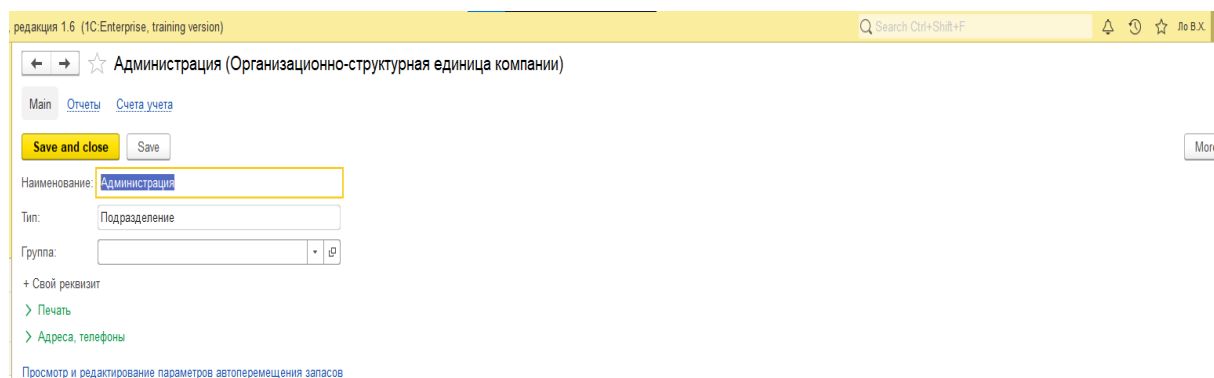 редакция 1.6 (1C:Enterprise, training version) Search Ctrl+Shift+F Ло В.Х.
Администрация (Организационно-структурная единица компании)
Main Отчеты Счета учета
Save and close Save More
Наименование: Администрация
Тип: Подразделение
Группа:
+ Свой реквизит
Печать
Адреса, телефоны
Просмотр и редактирование параметров автоперемещения запасов